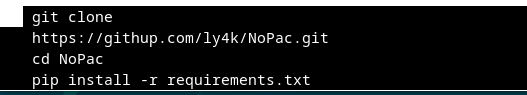 git clone
https://githup.com/ly4k/NoPac.git
cd NoPac
pip install -r requirements.txt